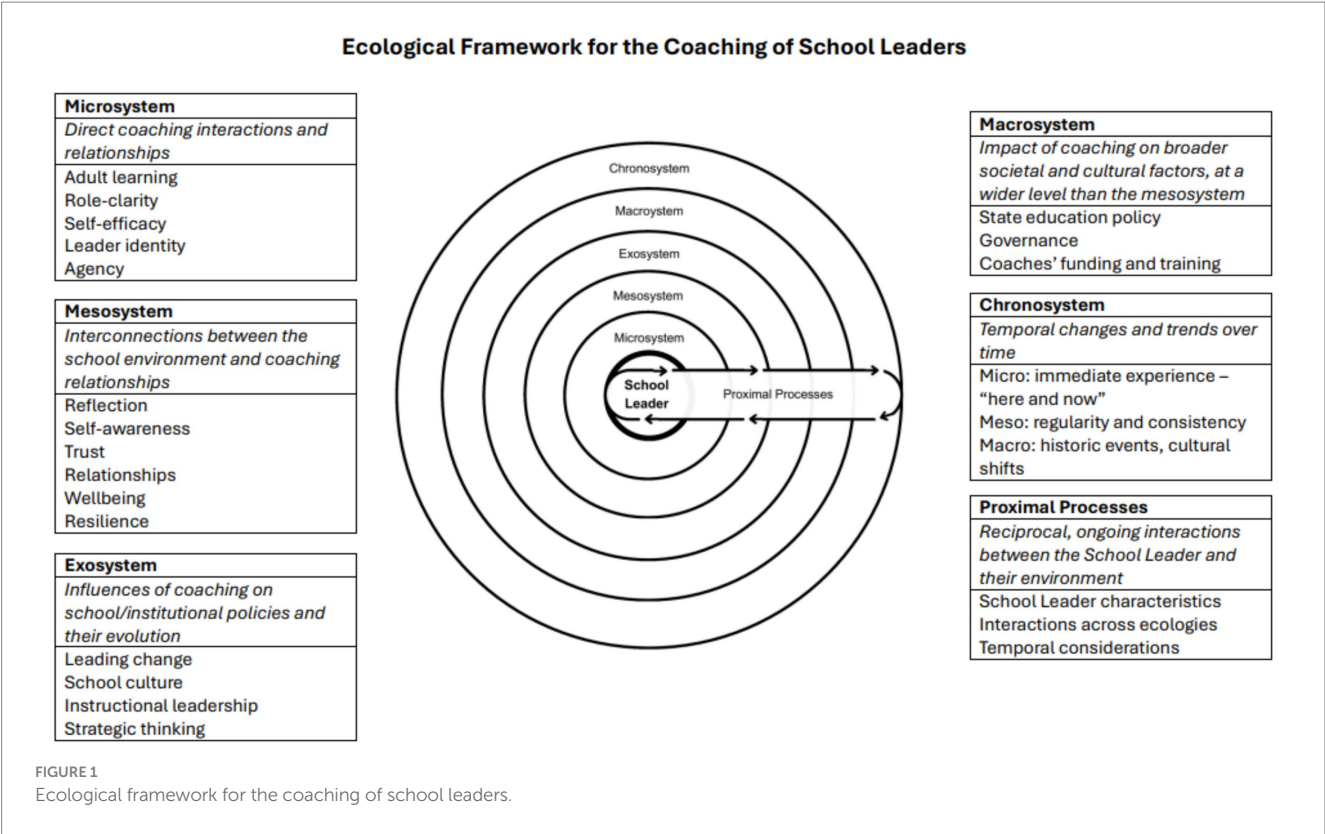 Ecological Framework for the Coaching of School Leaders
Microsystem
Direct coaching interactions and
relationships
Adult learning
Role-clarity
Self-efficacy
Leader identity
Agency
Mesosystem
Interconnections between the
school environment and coaching
relationships
Reflection
Self-awareness
Trust
Relationships
Wellbeing
Resilience
Exosystem
Influences of coaching on
school/institutional policies and
their evolution
Leading change
School culture
Instructional leadership
Strategic thinking
Chronosystem
Macroystem
Exosystem
Mesosystem
Microsystem
School
Leader
Proximal Processes
Macrosystem
Impact of coaching on broader
societal and cultural factors, at a
wider level than the mesosystem
State education policy
Governance
Coaches’ funding and training
Chronosystem
Temporal changes and trends over
time
Micro: immediate experience –
“here and now”
Meso: regularity and consistency
Macro: historic events, cultural
shifts
Proximal Processes
Reciprocal, ongoing interactions
between the School Leader and
their environment
School Leader characteristics
Interactions across ecologies
Temporal considerations
FIGURE 1
Ecological framework for the coaching of school leaders.